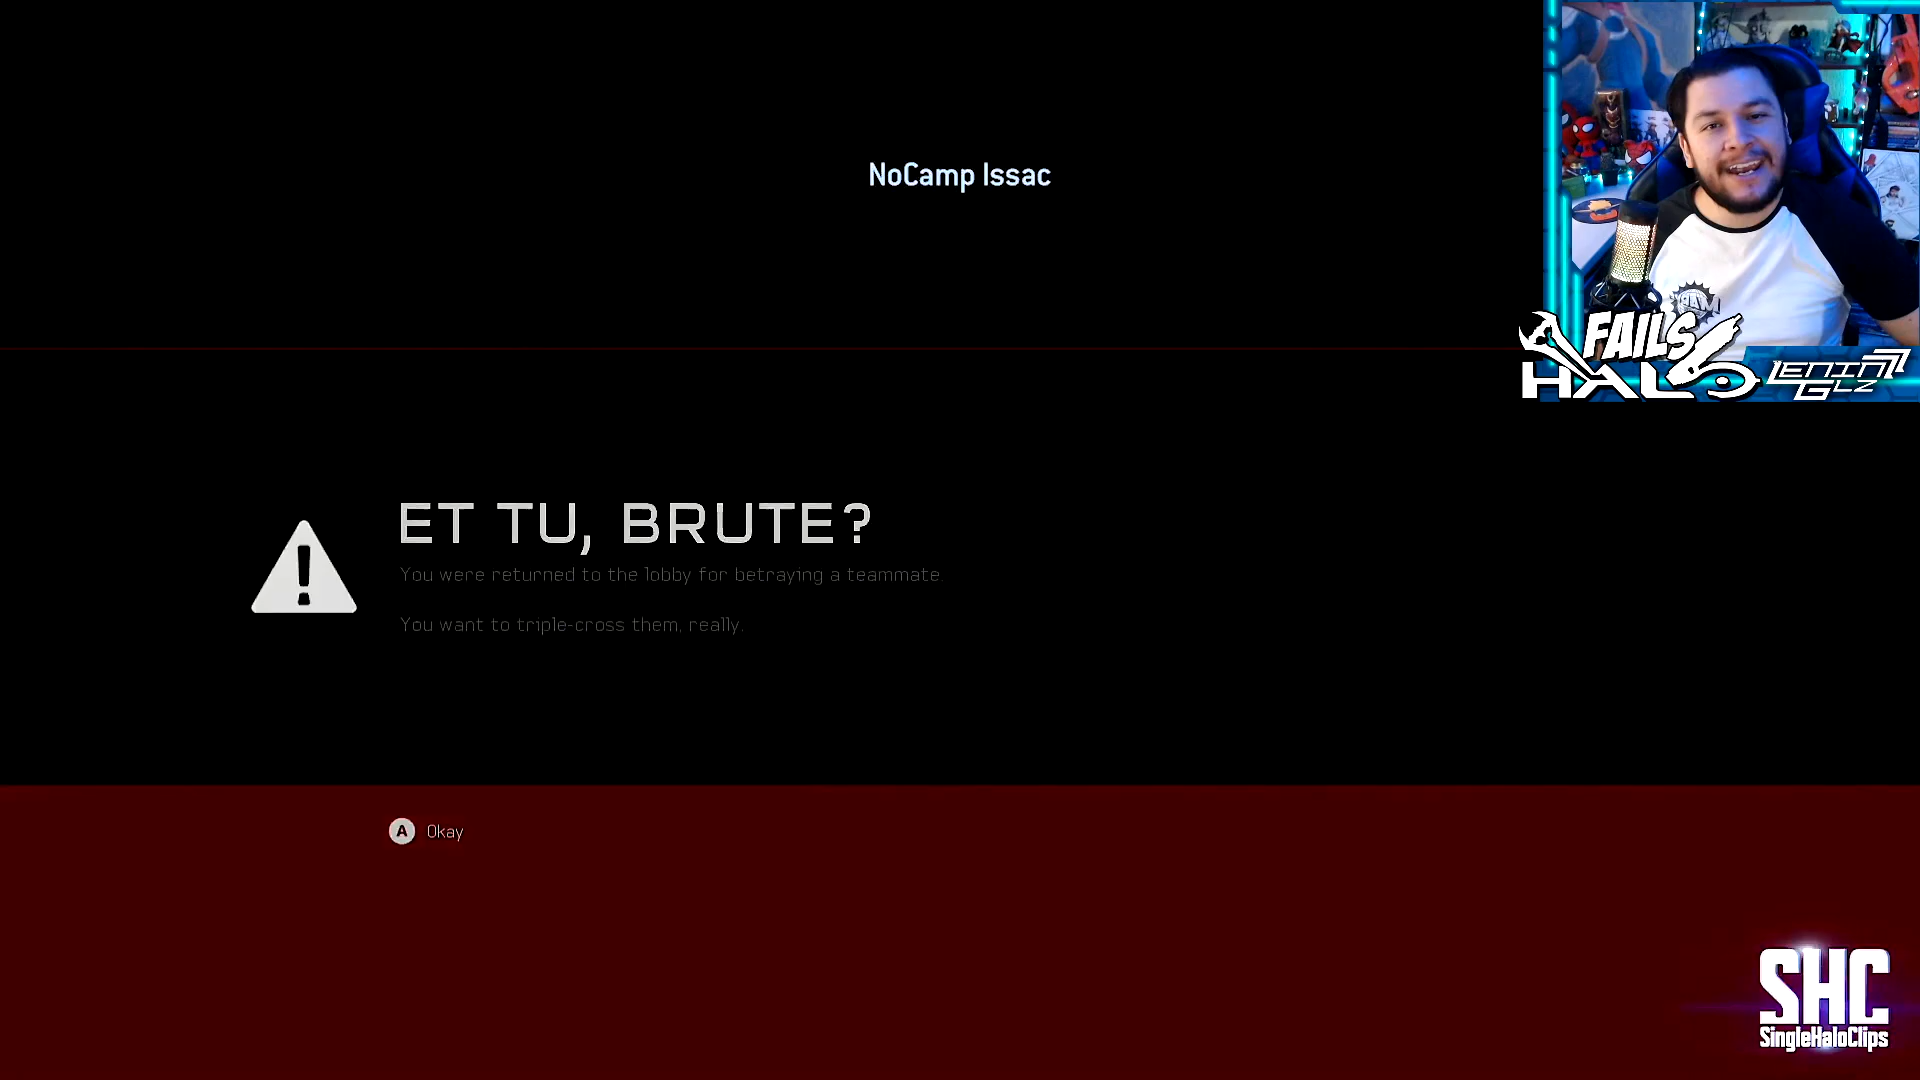 NoCamp Issac
FAILS
HALO
LENIN
GLZ
ET TU, BRUTE?
You were returned to the lobby for betraying a teammate.
You want to triple-cross them, really.
A Okay
SHC
SingleHaloClips